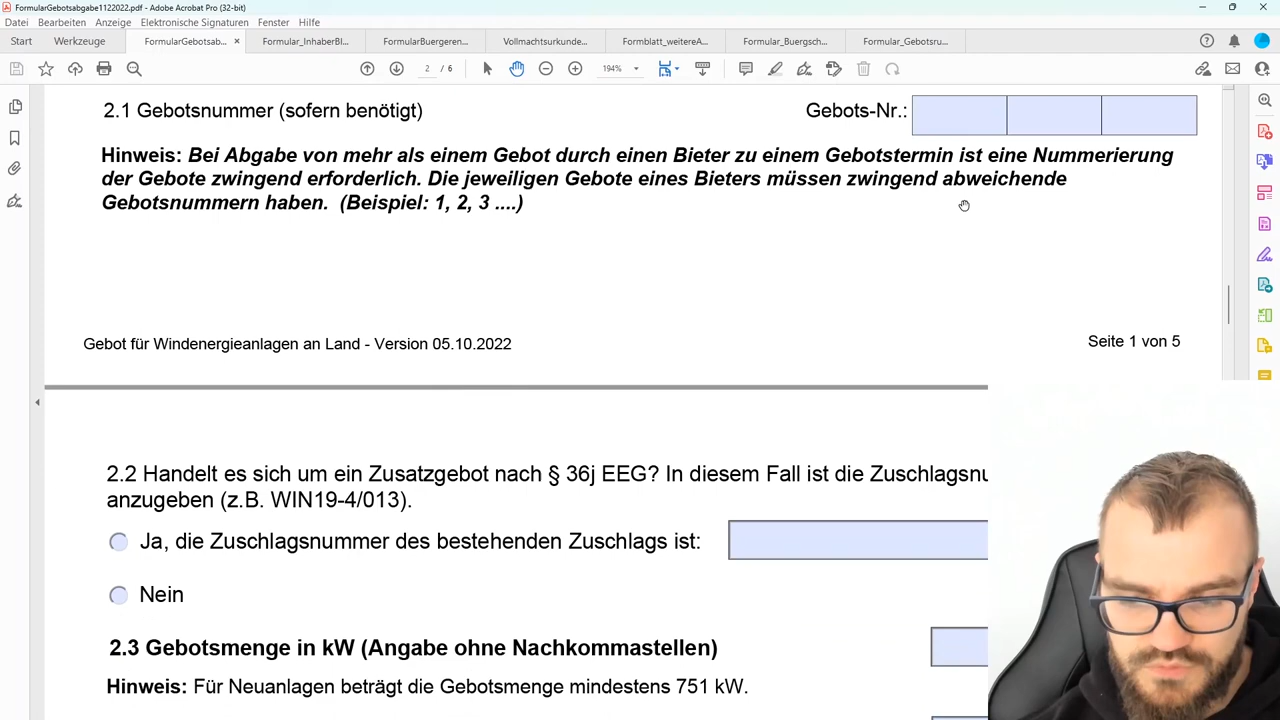 FormularGebotsabgabe1122022.pdf - Adobe Acrobat Pro (32-bit)
Datei Bearbeiten Anzeige Elektronische Signaturen Fenster Hilfe
Start Werkzeuge FormularGebotsab... × Formular_InhaberBl... FormularBuergeren... Vollmachtsurkunde... Formblatt_weitereA... Formular_Buergsch... Formular_Gebotsru...
2 / 6 194%
2.1 Gebotsnummer (sofern benötigt) Gebots-Nr.:
Hinweis: Bei Abgabe von mehr als einem Gebot durch einen Bieter zu einem Gebotstermin ist eine Nummerierung
der Gebote zwingend erforderlich. Die jeweiligen Gebote eines Bieters müssen zwingend abweichende
Gebotsnummern haben. (Beispiel: 1, 2, 3 ....)
Gebot für Windenergieanlagen an Land - Version 05.10.2022 Seite 1 von 5
2.2 Handelt es sich um ein Zusatzgebot nach § 36j EEG? In diesem Fall ist die Zuschlagsnu
anzugeben (z.B. WIN19-4/013).
Ja, die Zuschlagsnummer des bestehenden Zuschlags ist:
Nein
2.3 Gebotsmenge in kW (Angabe ohne Nachkommastellen)
Hinweis: Für Neuanlagen beträgt die Gebotsmenge mindestens 751 kW.